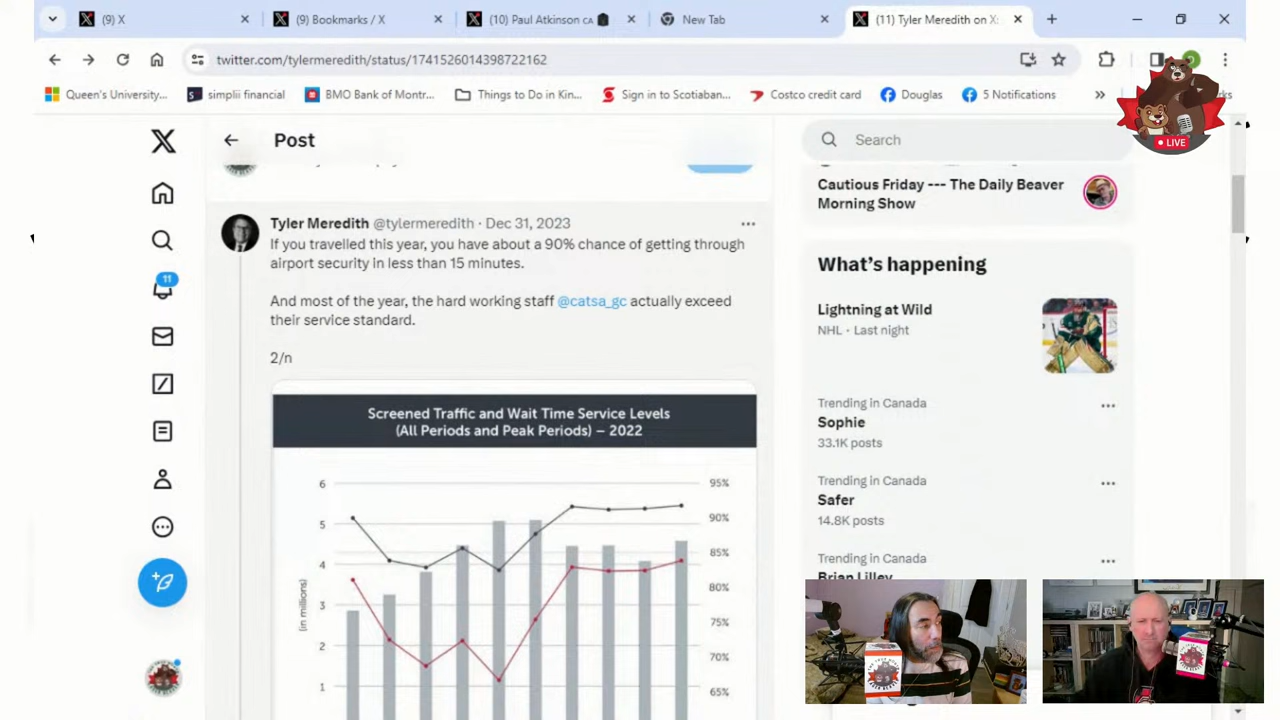 (9) X
(9) Bookmarks / X
(10) Paul Atkinson CA
New Tab
(11) Tyler Meredith on X:
twitter.com/tylermeredith/status/1741526014398722162
Queen's University...
simplii financial
BMO Bank of Montr...
Things to Do in Kin...
Sign in to Scotiaban...
Costco credit card
Douglas
5 Notifications
LIVE
Post
Search
Cautious Friday --- The Daily Beaver
Morning Show
11
Tyler Meredith @tylermeredith · Dec 31, 2023
If you travelled this year, you have about a 90% chance of getting through
airport security in less than 15 minutes.
And most of the year, the hard working staff @catsa_gc actually exceed
their service standard.
2/n
Screened Traffic and Wait Time Service Levels
(All Periods and Peak Periods) – 2022
6
5
4
3
2
1
(in millions)
95%
90%
85%
80%
75%
70%
65%
What's happening
Lightning at Wild
NHL · Last night
Trending in Canada
Sophie
33.1K posts
Trending in Canada
Safer
14.8K posts
Trending in Canada
Brian Lilley